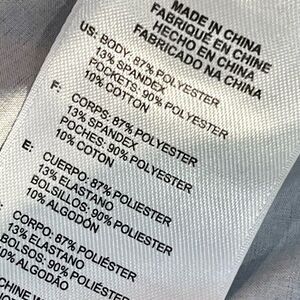 MADE IN CHINA
FABRIQUÉ EN CHINE
HECHO EN CHINA
FABRICADO NA CHINA
US: BODY: 87% POLYESTER
13% SPANDEX
POCKETS: 90% POLYESTER
10% COTTON
F: CORPS: 87% POLYESTER
13% SPANDEX
POCHES: 90% POLYESTER
10% COTON
E: CUERPO: 87% POLIESTER
13% ELASTANO
BOLSILLOS: 90% POLIESTER
10% ALGODÓN
CORPO: 87% POLIÉSTER
13% ELASTANO
BOLSOS: 90% POLIÉSTER
10% ALGODÃO